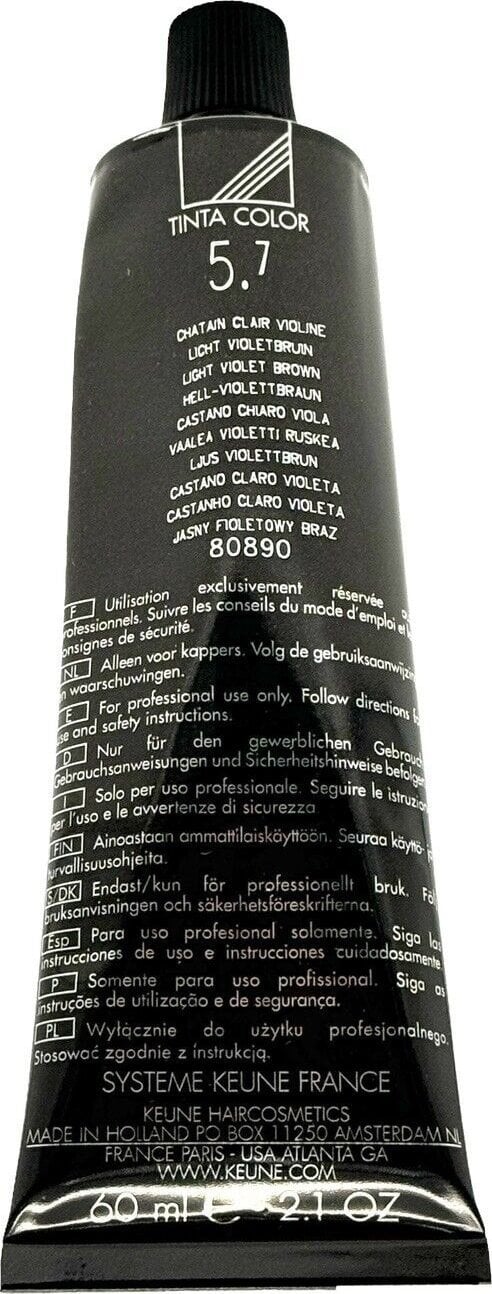 TINTA COLOR
5.7
CHATAIN CLAIR VIOLINE
LICHT VIOLETBRUIN
LIGHT VIOLET BROWN
HELL-VIOLETTBRAUN
CASTANO CHIARO VIOLA
VAALEA VIOLETTI RUSKEA
LJUS VIOLETTBRUN
CASTANO CLARO VIOLETA
CASTANHO CLARO VIOLETA
JASNY FIOLETOWY BRAZ
80890
F Utilisation exclusivement réservée
rofessionnels. Suivre les conseils du mode d'emploi et
onsignes de sécurité.
NL Alleen voor kappers. Volg de gebruiksaanwijzin
n waarschuwingen.
E For professional use only. Follow directions
use and safety instructions.
D Nur für den gewerblichen Gebrauc
Gebrauchsanweisungen und Sicherheitshinweise befolgen
I Solo per uso professionale. Seguire le istruzio
per l'uso e le avvertenze di sicurezza
FIN Ainoastaan ammattilaiskäyttöön. Seuraa käyttö-
turvallisuusohjeita.
S/DK Endast/kun för professionellt bruk. Föl
bruksanvisningen och säkerhetsföreskrifterna.
Esp Para uso profesional solamente. Siga las
instrucciones de uso e instrucciones cuidadosamente
P Somente para uso profissional. Siga as
instruções de utilização e de segurança.
PL Wyłącznie do użytku profesjonalnego.
Stosować zgodnie z instrukcją.
SYSTEME KEUNE FRANCE
KEUNE HAIRCOSMETICS
MADE IN HOLLAND PO BOX 11250 AMSTERDAM NL
FRANCE PARIS - USA ATLANTA GA
WWW.KEUNE.COM
60 ml e - 2.1 OZ